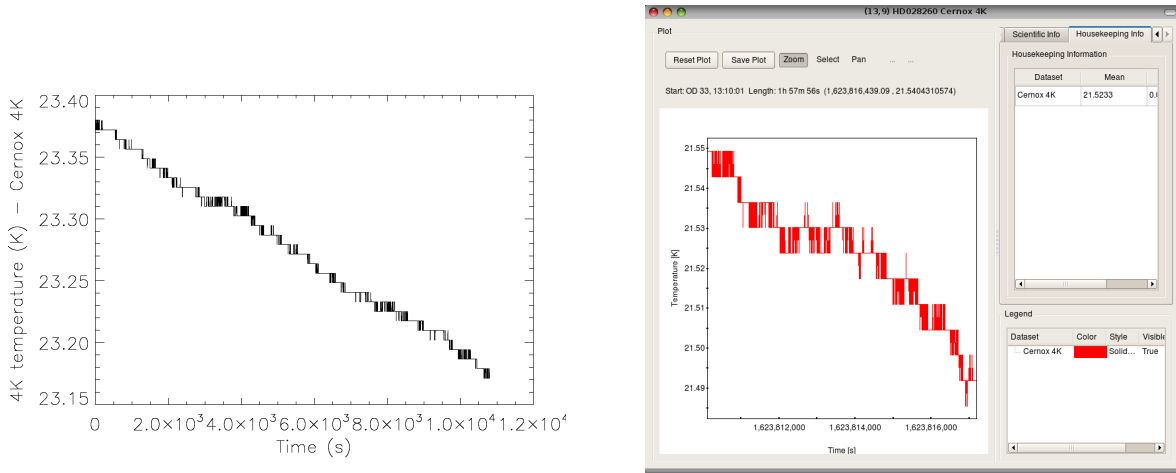 23.40
23.35
23.30
23.25
23.20
23.15
4K temperature (K) – Cernox 4K
0 2.0×10³ 4.0×10³ 6.0×10³ 8.0×10³ 1.0×10⁴ 1.2×10⁴
Time (s)
(13,9) HD028260 Cernox 4K
Plot
Reset Plot Save Plot Zoom Select Pan ... ...
Start: OD 33, 13:10:01 Length: 1h 57m 56s (1,623,816,439.09 , 21.5404310574)
21.55
21.54
21.53
21.52
21.51
21.50
21.49
Temperature [K]
1,623,812,000 1,623,814,000 1,623,816,000
Time [s]
Scientific Info Housekeeping Info
Housekeeping Information
Dataset Mean
Cernox 4K 21.5233
Legend
Dataset Color Style Visible
Cernox 4K Solid... True